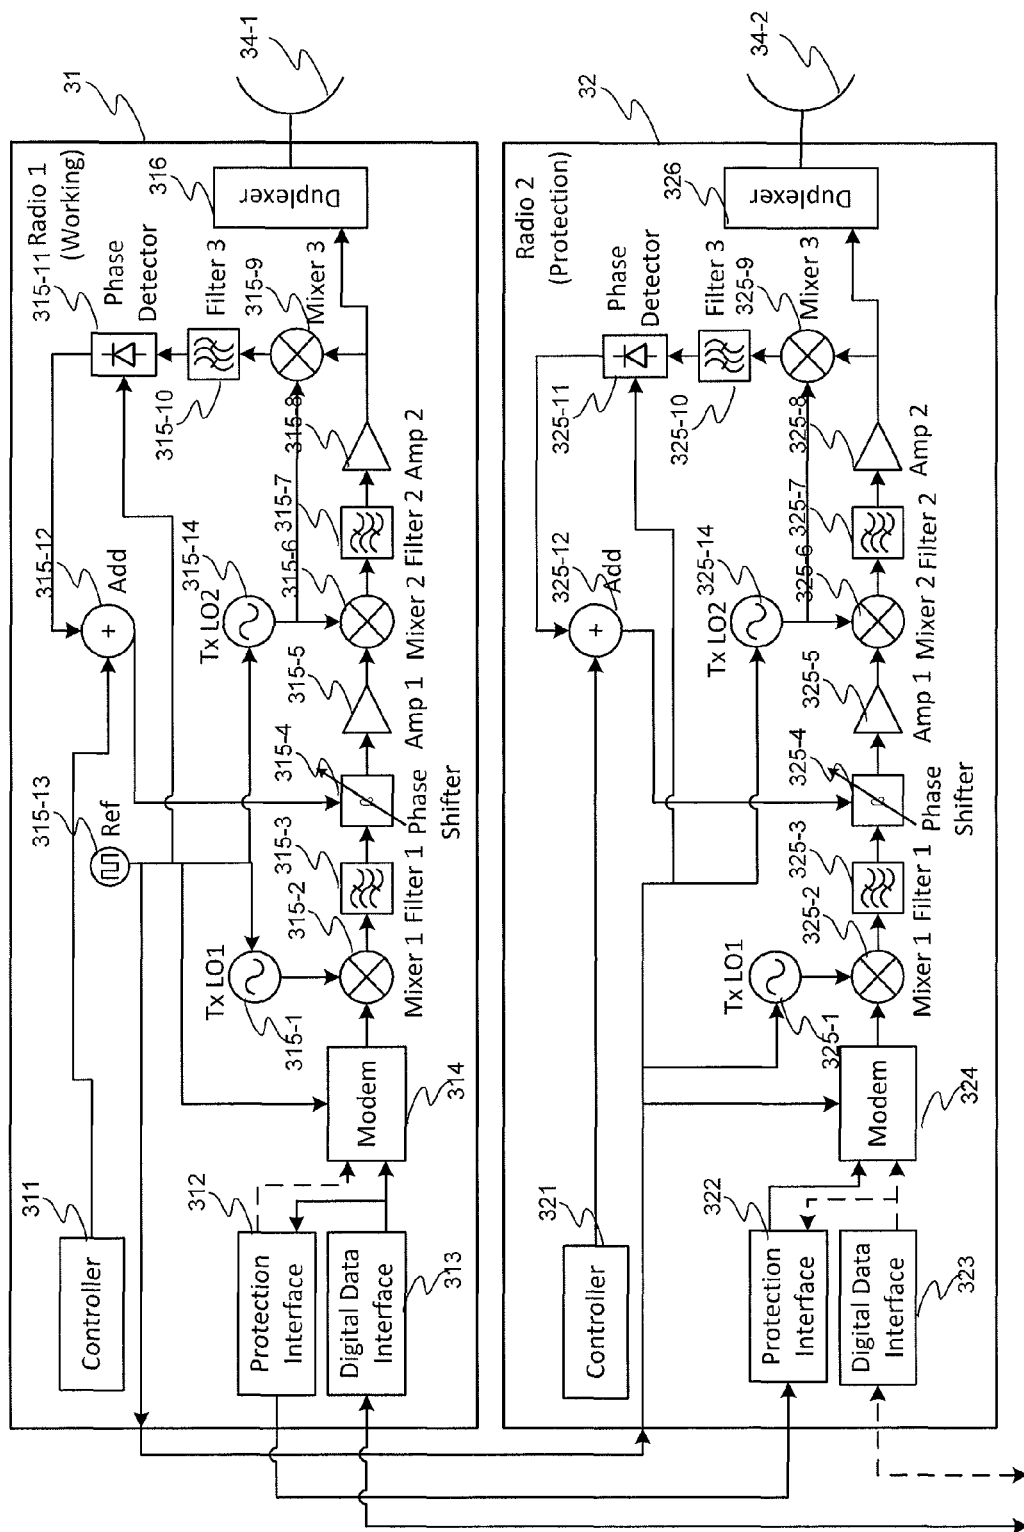 31
Radio 1
(Working)
Controller
311
Ref
315-13
Add
315-12
Phase
Detector
315-11
Filter 3
315-10
Mixer 3
315-9
Duplexer
316
34-1
Tx LO1
315-1
Tx LO2
315-14
Protection
Interface
312
Digital Data
Interface
313
Modem
314
Mixer 1
315-2
Filter 1
315-3
Phase
Shifter
315-4
Amp 1
315-5
Mixer 2
315-6
Filter 2
315-7
Amp 2
315-8
+
32
Radio 2
(Protection)
Controller
321
Add
325-12
Phase
Detector
325-11
Filter 3
325-10
Mixer 3
325-9
Duplexer
326
34-2
Tx LO1
325-1
Tx LO2
325-14
Protection
Interface
322
Digital Data
Interface
323
Modem
324
Mixer 1
325-2
Filter 1
325-3
Phase
Shifter
325-4
Amp 1
325-5
Mixer 2
325-6
Filter 2
325-7
Amp 2
325-8
+